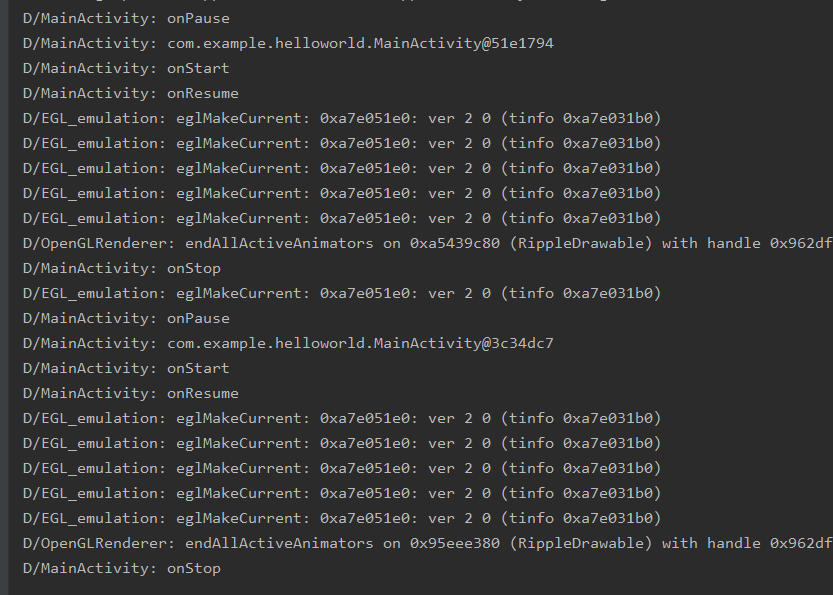 D/MainActivity: onPause
D/MainActivity: com.example.helloworld.MainActivity@51e1794
D/MainActivity: onStart
D/MainActivity: onResume
D/EGL_emulation: eglMakeCurrent: 0xa7e051e0: ver 2 0 (tinfo 0xa7e031b0)
D/EGL_emulation: eglMakeCurrent: 0xa7e051e0: ver 2 0 (tinfo 0xa7e031b0)
D/EGL_emulation: eglMakeCurrent: 0xa7e051e0: ver 2 0 (tinfo 0xa7e031b0)
D/EGL_emulation: eglMakeCurrent: 0xa7e051e0: ver 2 0 (tinfo 0xa7e031b0)
D/EGL_emulation: eglMakeCurrent: 0xa7e051e0: ver 2 0 (tinfo 0xa7e031b0)
D/OpenGLRenderer: endAllActiveAnimators on 0xa5439c80 (RippleDrawable) with handle 0x962df
D/MainActivity: onStop
D/EGL_emulation: eglMakeCurrent: 0xa7e051e0: ver 2 0 (tinfo 0xa7e031b0)
D/MainActivity: onPause
D/MainActivity: com.example.helloworld.MainActivity@3c34dc7
D/MainActivity: onStart
D/MainActivity: onResume
D/EGL_emulation: eglMakeCurrent: 0xa7e051e0: ver 2 0 (tinfo 0xa7e031b0)
D/EGL_emulation: eglMakeCurrent: 0xa7e051e0: ver 2 0 (tinfo 0xa7e031b0)
D/EGL_emulation: eglMakeCurrent: 0xa7e051e0: ver 2 0 (tinfo 0xa7e031b0)
D/EGL_emulation: eglMakeCurrent: 0xa7e051e0: ver 2 0 (tinfo 0xa7e031b0)
D/EGL_emulation: eglMakeCurrent: 0xa7e051e0: ver 2 0 (tinfo 0xa7e031b0)
D/OpenGLRenderer: endAllActiveAnimators on 0x95eee380 (RippleDrawable) with handle 0x962df
D/MainActivity: onStop